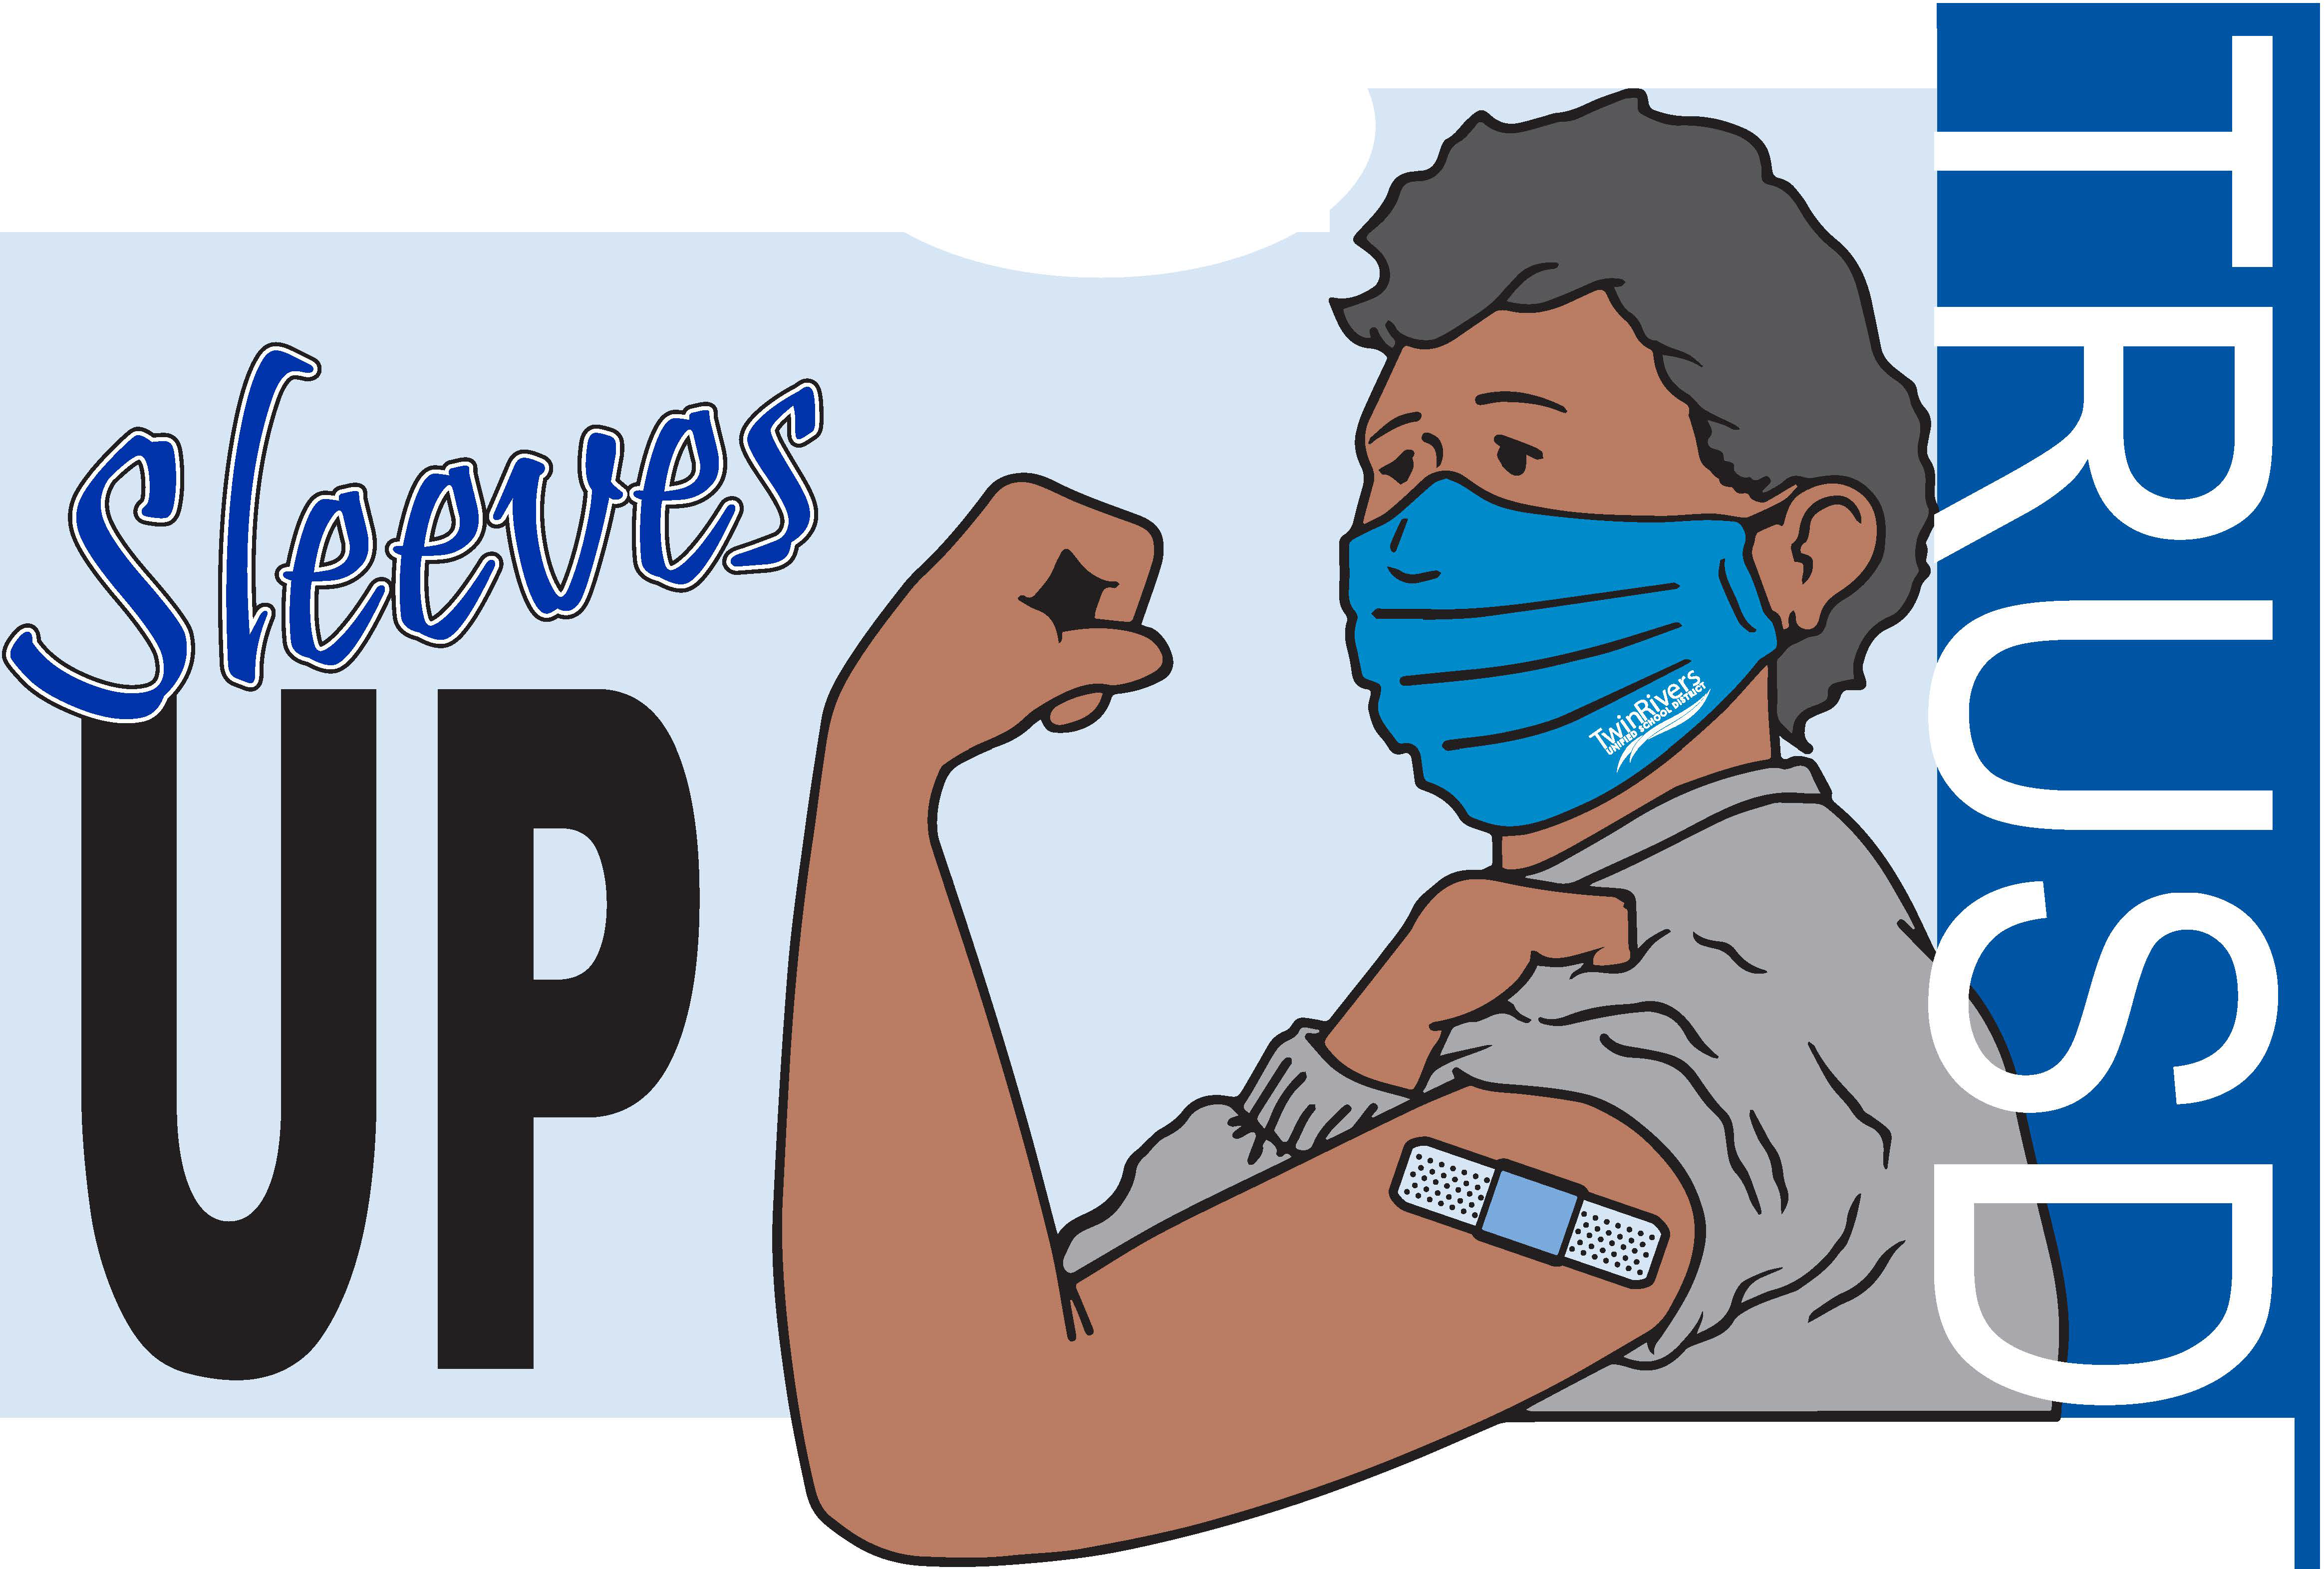 Sleeves
UP
TwinRivers
UNIFIED SCHOOL DISTRICT
TRUSD